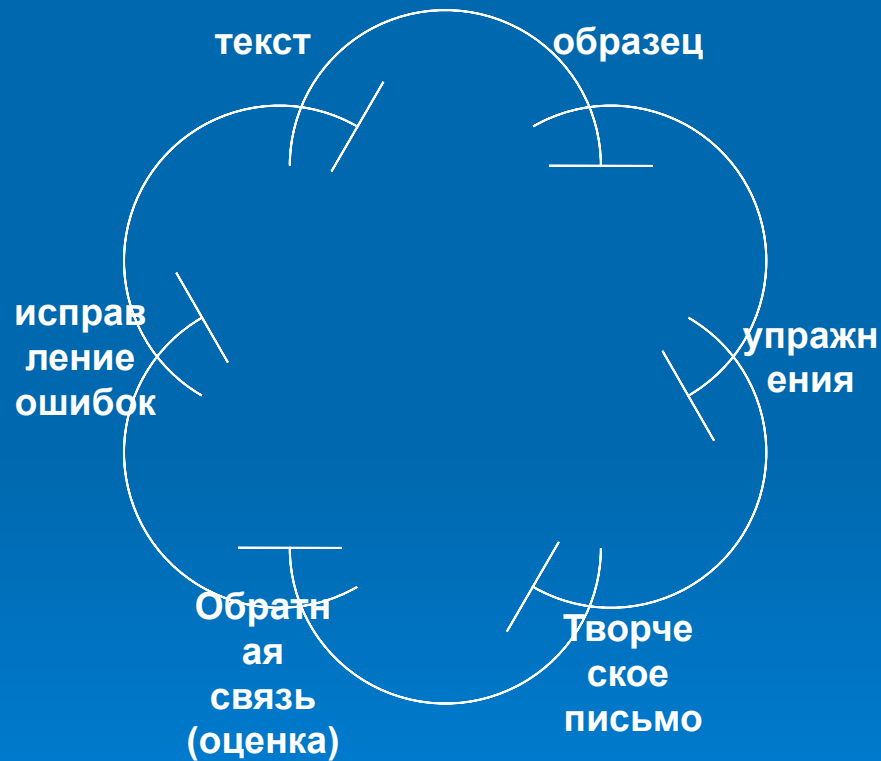 текст
образец
исправ
ление
ошибок
упражн
ения
Обратн
ая
связь
(оценка)
Творче
ское
письмо